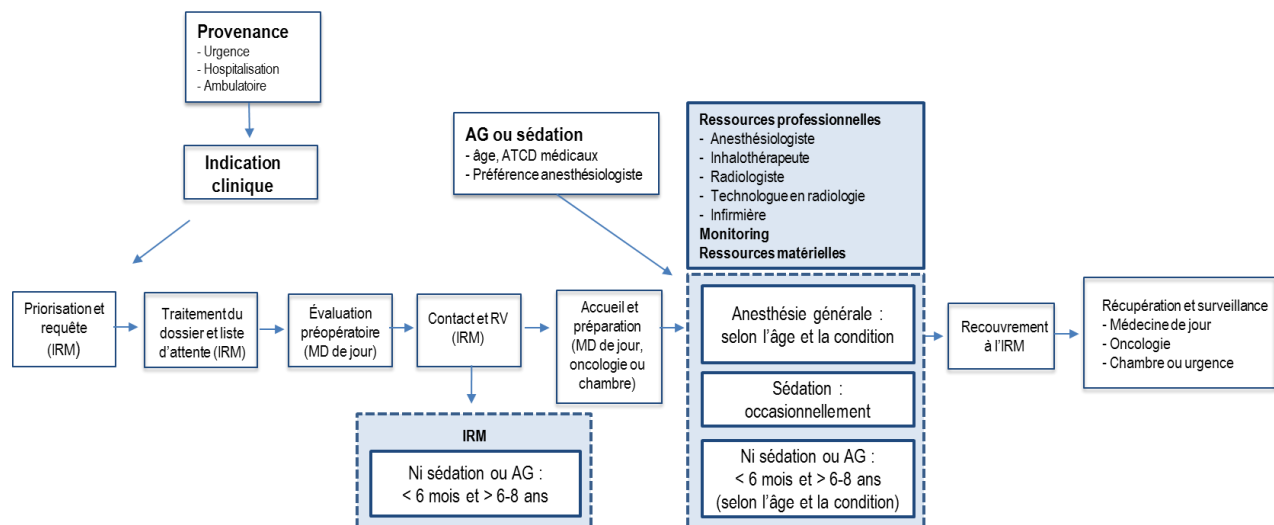 Provenance
- Urgence
- Hospitalisation
- Ambulatoire
Indication
clinique
AG ou sédation
- âge, ATCD médicaux
- Préférence anesthésiologiste
Ressources professionnelles
- Anesthésiologiste
- Inhalothérapeute
- Radiologiste
- Technologue en radiologie
- Infirmière
Monitoring
Ressources matérielles
Priorisation et
requête
(IRM)
Traitement du
dossier et liste
d'attente (IRM)
Évaluation
préopératoire
(MD de jour)
Contact et RV
(IRM)
Accueil et
préparation
(MD de jour,
oncologie ou
chambre)
Anesthésie générale :
selon l'âge et la condition
Sédation :
occasionnellement
Ni sédation ou AG :
< 6 mois et > 6-8 ans
(selon l'âge et la condition)
Recouvrement
à l'IRM
Récupération et surveillance
- Médecine de jour
- Oncologie
- Chambre ou urgence
IRM
Ni sédation ou AG :
< 6 mois et > 6-8 ans